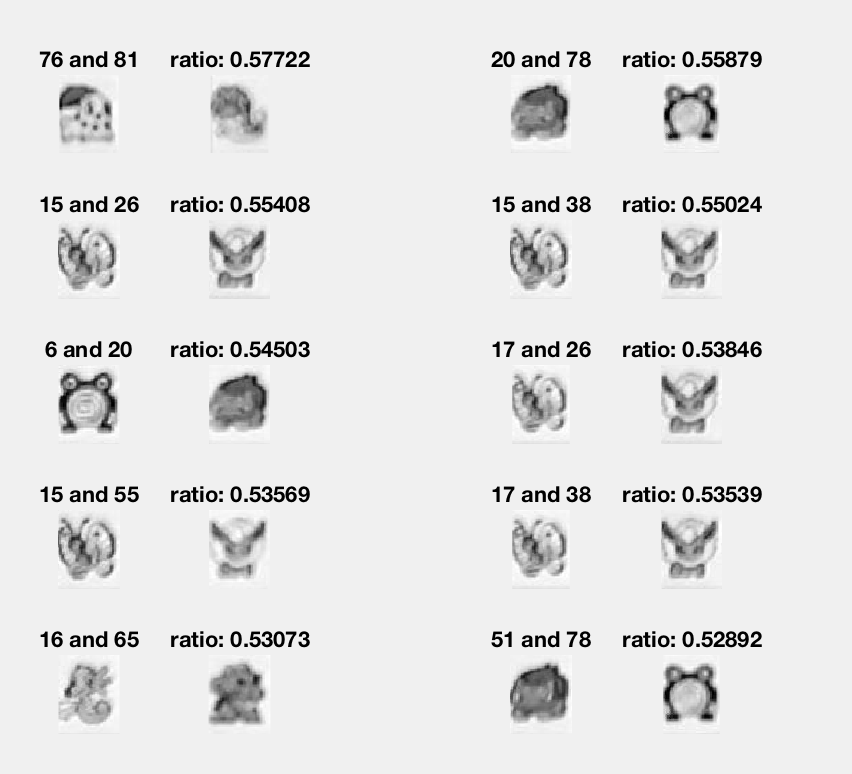 76 and 81 ratio: 0.57722 20 and 78 ratio: 0.55879
15 and 26 ratio: 0.55408 15 and 38 ratio: 0.55024
6 and 20 ratio: 0.54503 17 and 26 ratio: 0.53846
15 and 55 ratio: 0.53569 17 and 38 ratio: 0.53539
16 and 65 ratio: 0.53073 51 and 78 ratio: 0.52892